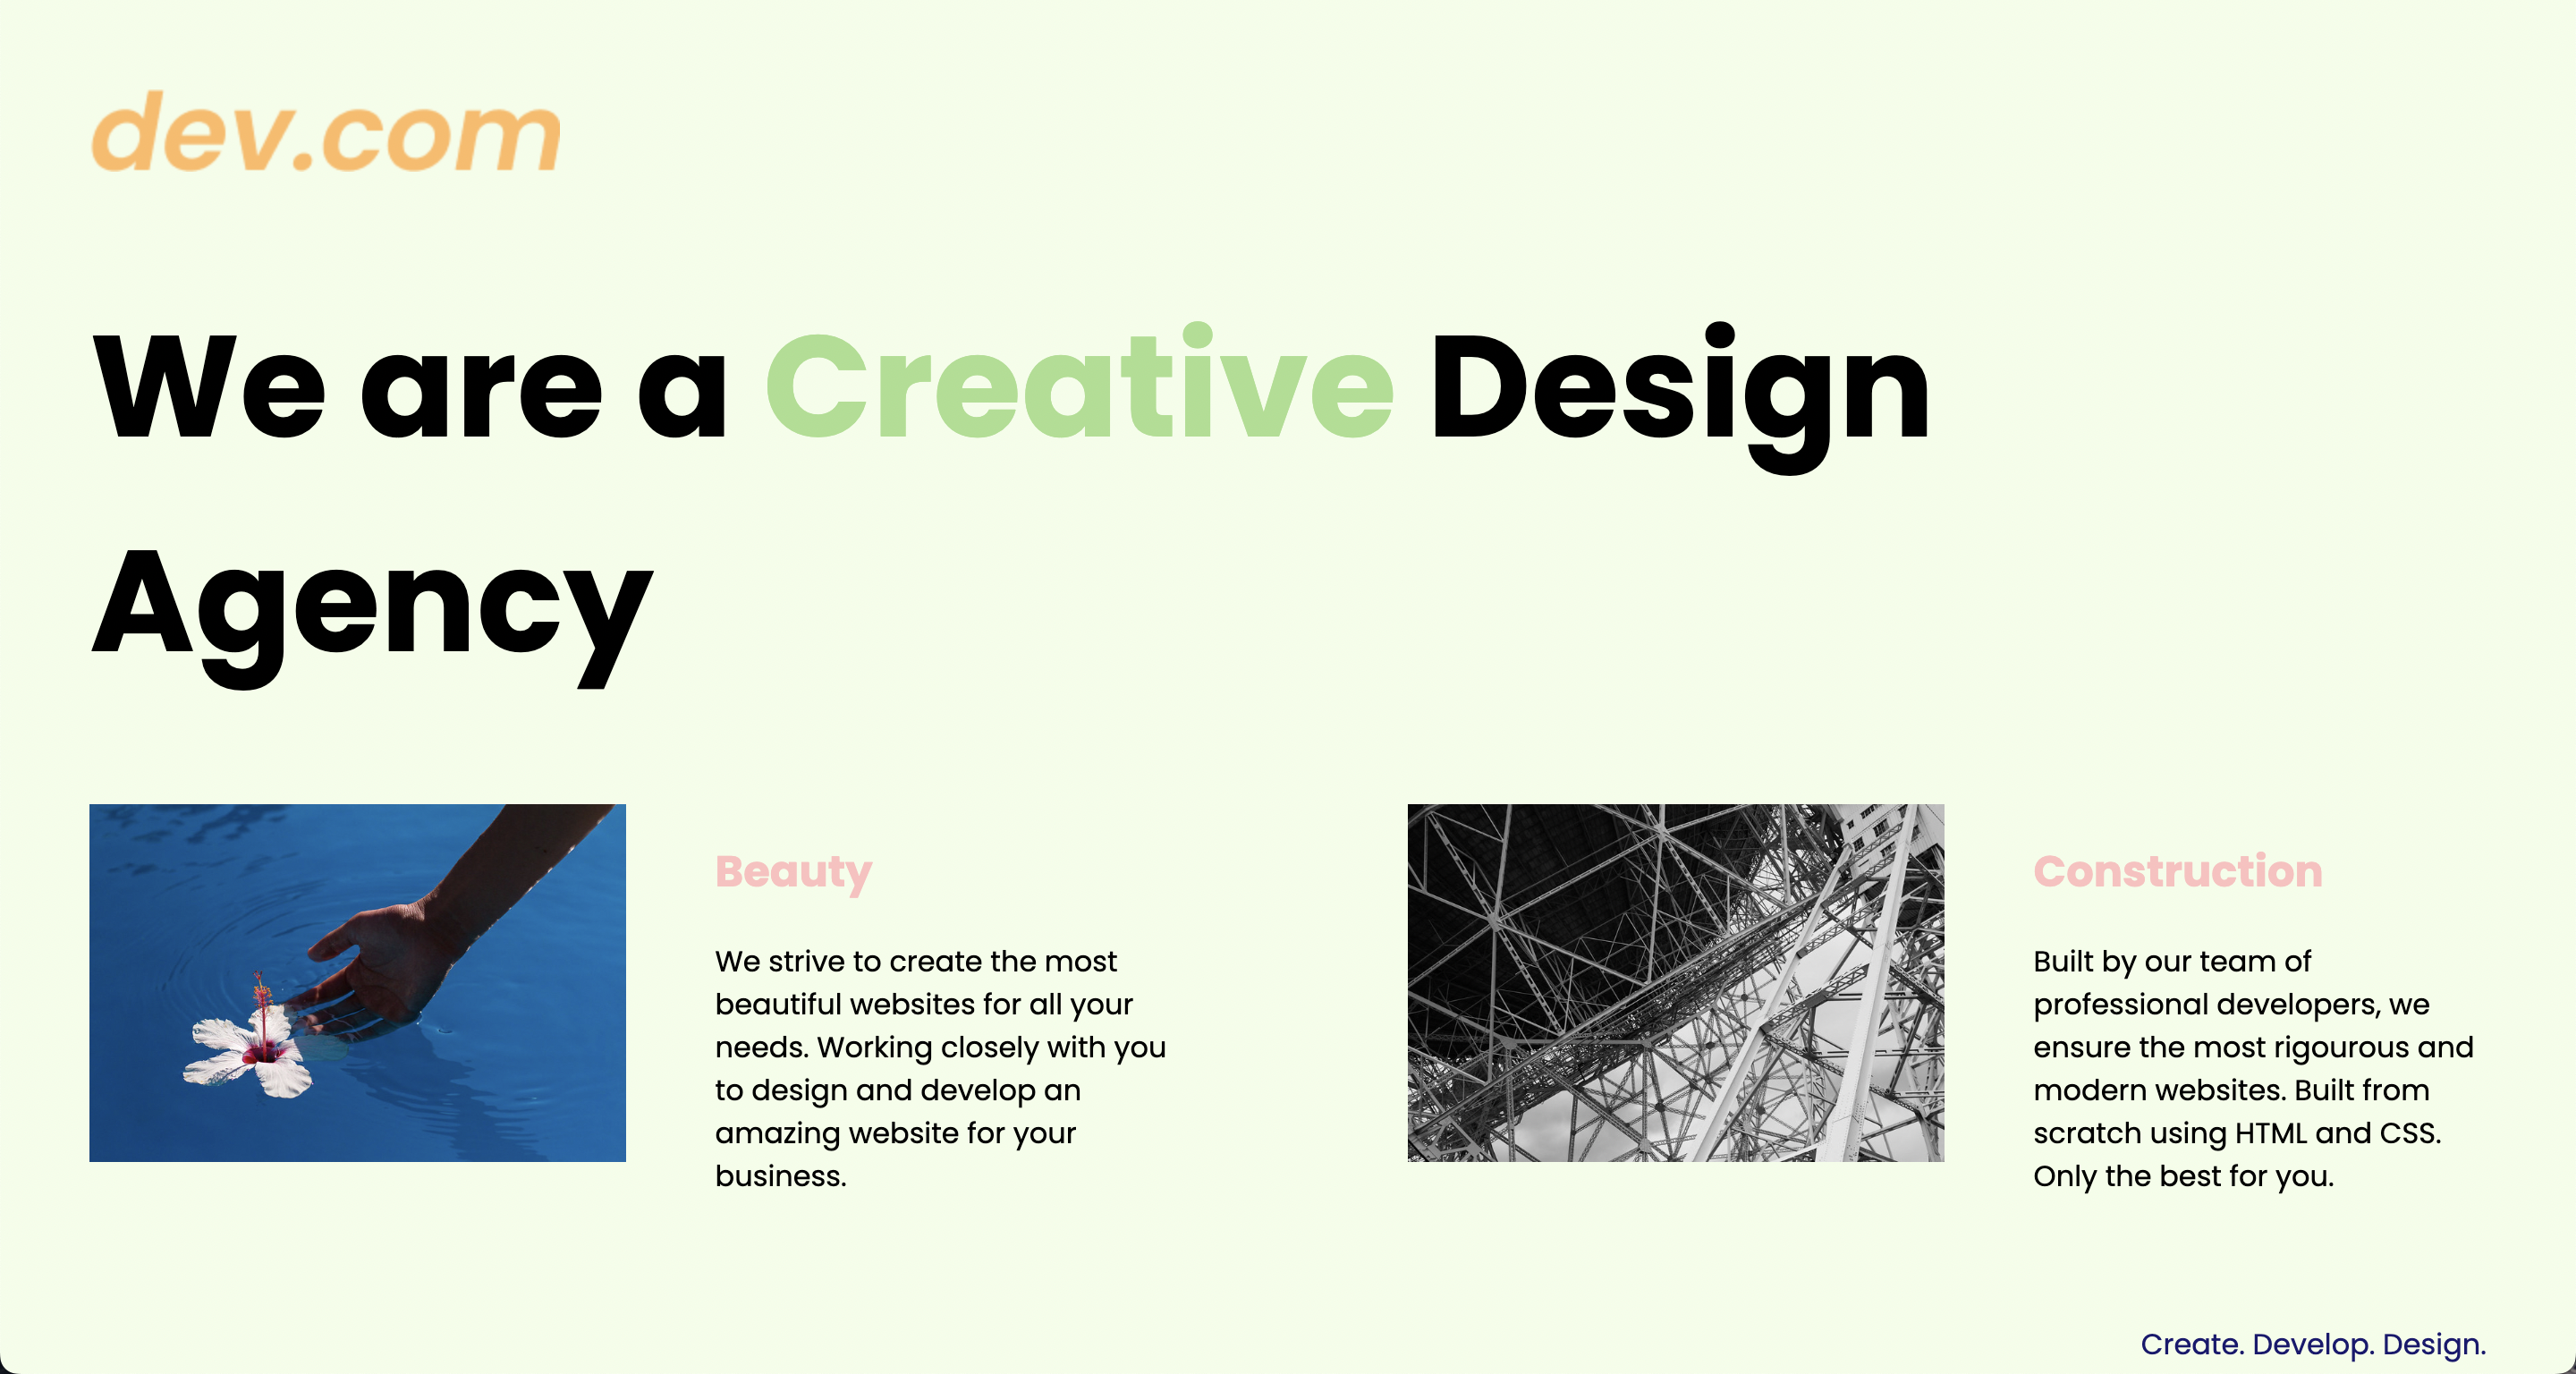 dev.com
We are a Creative Design
Agency
Beauty
We strive to create the most
beautiful websites for all your
needs. Working closely with you
to design and develop an
amazing website for your
business.
Construction
Built by our team of
professional developers, we
ensure the most rigourous and
modern websites. Built from
scratch using HTML and CSS.
Only the best for you.
Create. Develop. Design.